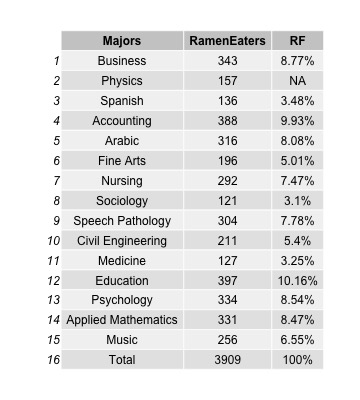 Majors RamenEaters RF
1 Business 343 8.77%
2 Physics 157 NA
3 Spanish 136 3.48%
4 Accounting 388 9.93%
5 Arabic 316 8.08%
6 Fine Arts 196 5.01%
7 Nursing 292 7.47%
8 Sociology 121 3.1%
9 Speech Pathology 304 7.78%
10 Civil Engineering 211 5.4%
11 Medicine 127 3.25%
12 Education 397 10.16%
13 Psychology 334 8.54%
14 Applied Mathematics 331 8.47%
15 Music 256 6.55%
16 Total 3909 100%